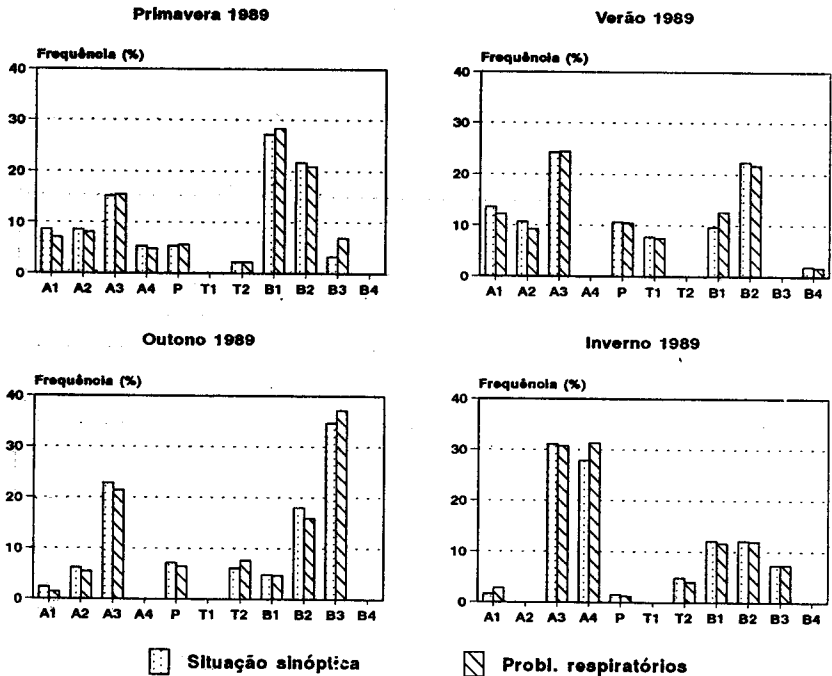 Primavera 1989
Frequência (%)
40
30
20
10
0
A1 A2 A3 A4 P T1 T2 B1 B2 B3 B4
Verão 1989
Frequência (%)
40
30
20
10
0
A1 A2 A3 A4 P T1 T2 B1 B2 B3 B4
Outono 1989
Frequência (%)
40
30
20
10
0
A1 A2 A3 A4 P T1 T2 B1 B2 B3 B4
Inverno 1989
Frequência (%)
40
30
20
10
0
A1 A2 A3 A4 P T1 T2 B1 B2 B3 B4
Situação sinóptica
Probl. respiratórios